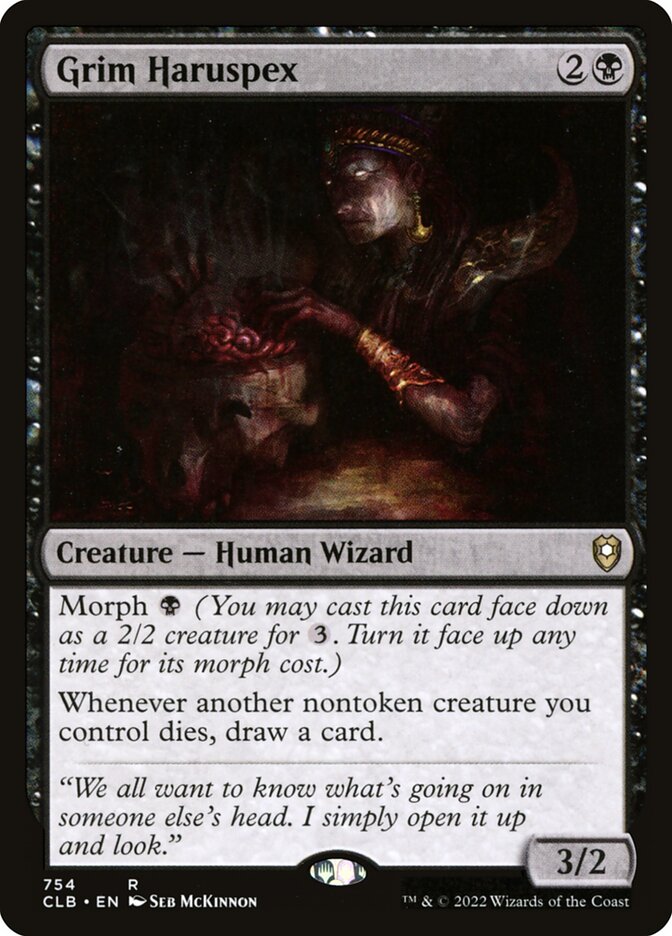 Grim Haruspex 2
Creature — Human Wizard
Morph (You may cast this card face down
as a 2/2 creature for 3. Turn it face up any
time for its morph cost.)
Whenever another nontoken creature you
control dies, draw a card.
“We all want to know what’s going on in
someone else’s head. I simply open it up
and look.”
3/2
754 R
CLB • EN Seb McKinnon
™ & © 2022 Wizards of the Coast